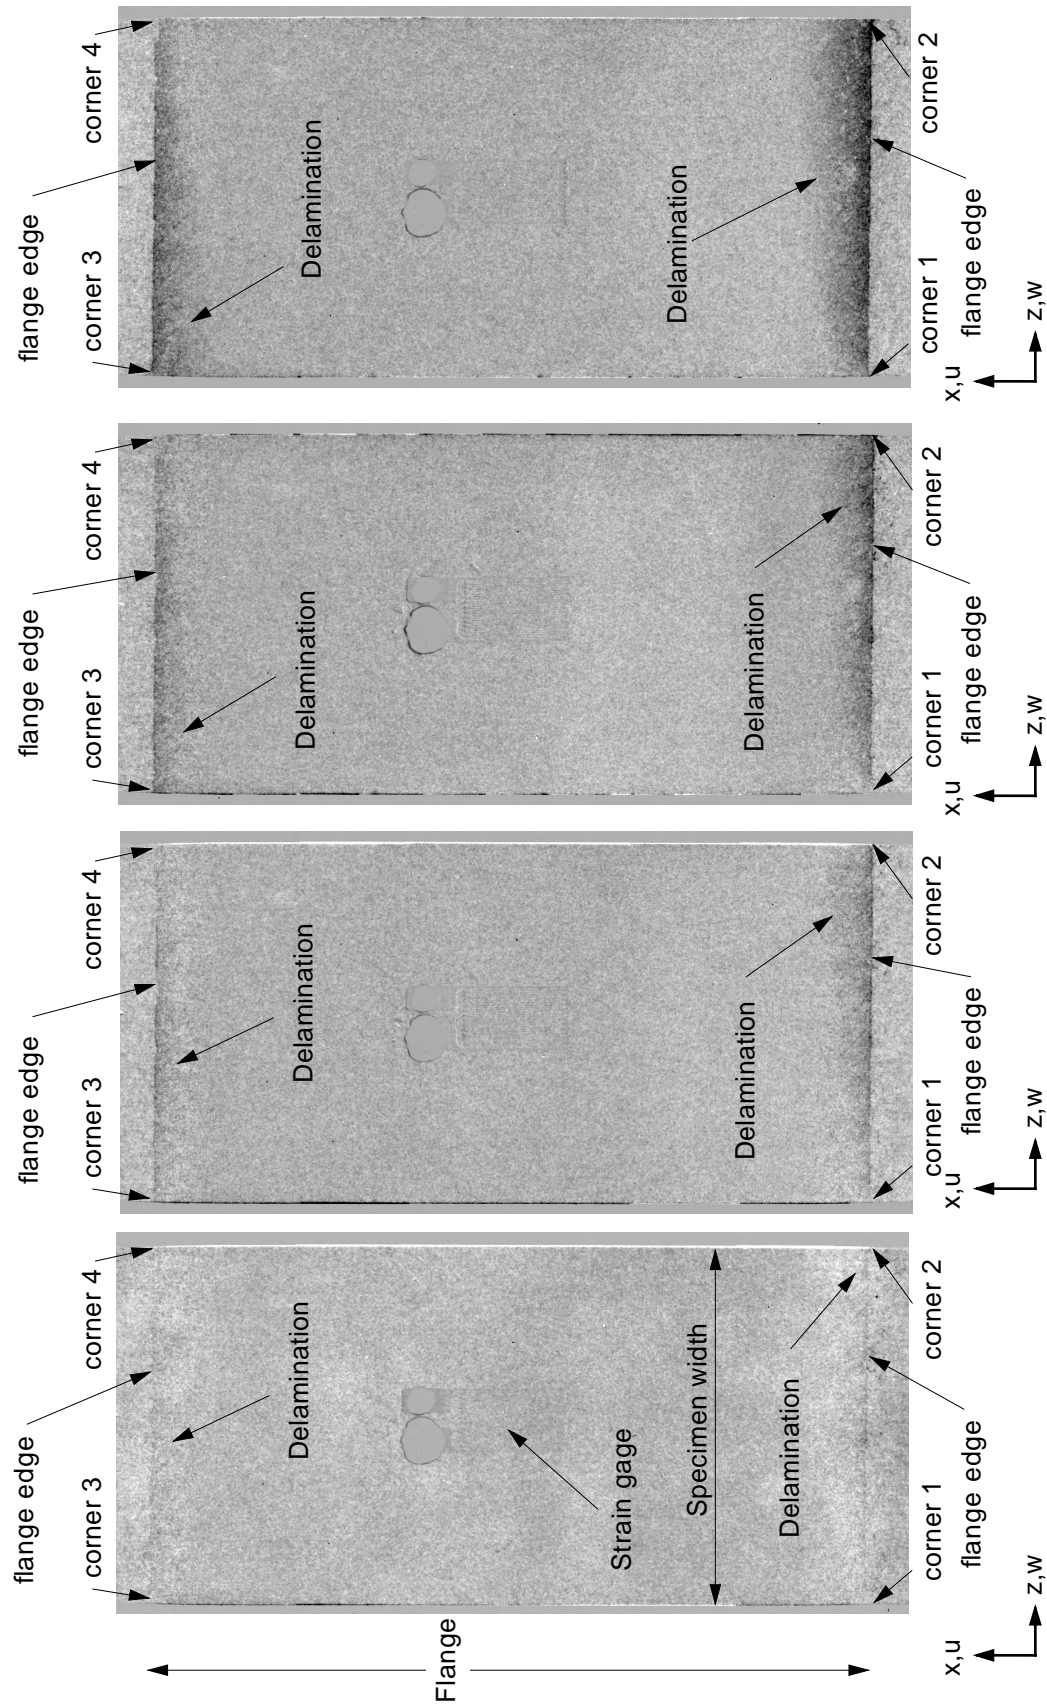 flange edge
corner 3
corner 4
Delamination
Flange
Strain gage
Specimen width
Delamination
corner 1
corner 2
flange edge
x,u
z,w
flange edge
corner 3
corner 4
Delamination
Delamination
corner 1
corner 2
flange edge
x,u
z,w
flange edge
corner 3
corner 4
Delamination
Delamination
corner 1
corner 2
flange edge
x,u
z,w
flange edge
corner 3
corner 4
Delamination
Delamination
corner 1
corner 2
flange edge
x,u
z,w